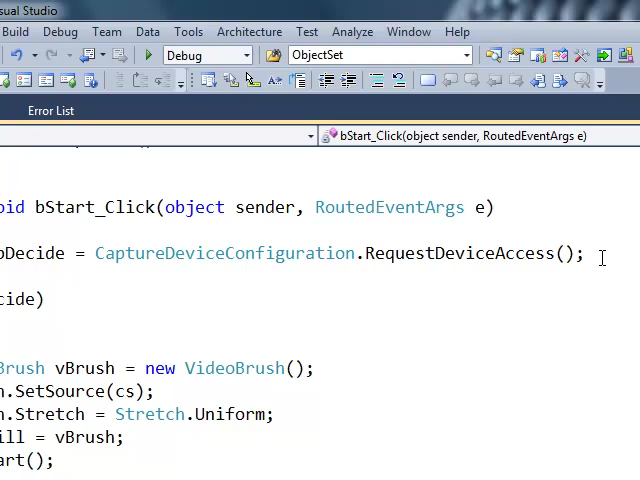 sual Studio
Build Debug Team Data Tools Architecture Test Analyze Window Help
Debug ObjectSet
Error List
bStart_Click(object sender, RoutedEventArgs e)
oid bStart_Click(object sender, RoutedEventArgs e)
bDecide = CaptureDeviceConfiguration.RequestDeviceAccess();
cide)
Brush vBrush = new VideoBrush();
h.SetSource(cs);
h.Stretch = Stretch.Uniform;
ill = vBrush;
art();